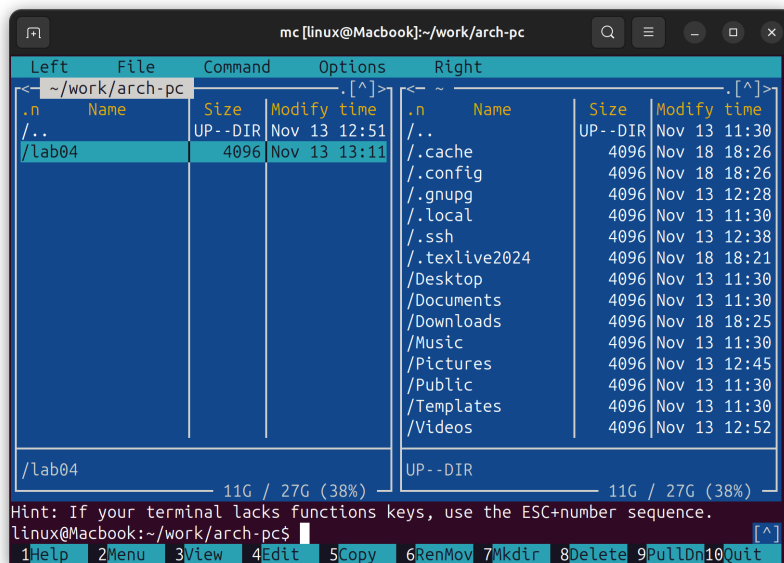 mc [linux@Macbook]:~/work/arch-pc
Left File Command Options Right
<- ~/work/arch-pc .[^]>
.n Name Size Modify time
/.. UP--DIR Nov 13 12:51
/lab04 4096 Nov 13 13:11
/lab04
11G / 27G (38%)
<- ~ .[^]>
.n Name Size Modify time
/.. UP--DIR Nov 13 11:30
/.cache 4096 Nov 18 18:26
/.config 4096 Nov 18 18:26
/.gnupg 4096 Nov 13 12:28
/.local 4096 Nov 13 11:30
/.ssh 4096 Nov 13 12:38
/.texlive2024 4096 Nov 18 18:21
/Desktop 4096 Nov 13 11:30
/Documents 4096 Nov 13 11:30
/Downloads 4096 Nov 18 18:25
/Music 4096 Nov 13 11:30
/Pictures 4096 Nov 13 12:45
/Public 4096 Nov 13 11:30
/Templates 4096 Nov 13 11:30
/Videos 4096 Nov 13 12:52
UP--DIR
11G / 27G (38%)
Hint: If your terminal lacks functions keys, use the ESC+number sequence.
linux@Macbook:~/work/arch-pc$ [^]
1Help 2Menu 3View 4Edit 5Copy 6RenMov 7Mkdir 8Delete 9PullDn 10Quit